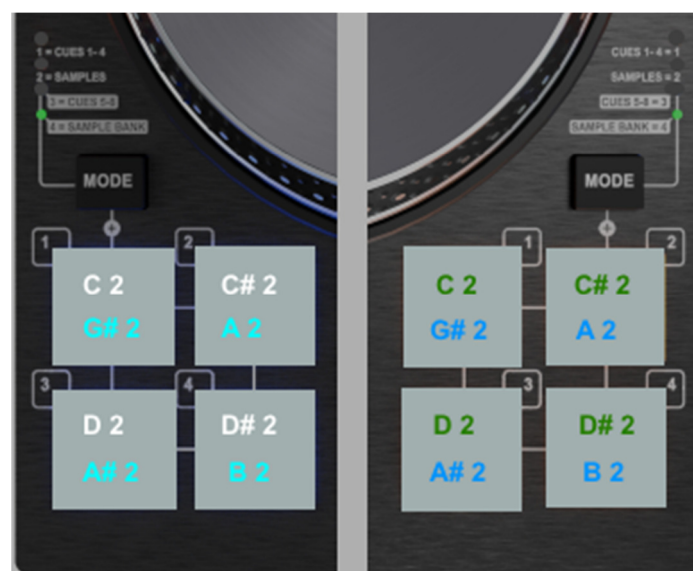 1 = CUES 1-4
2 = SAMPLES
3 = CUES 5-8
4 = SAMPLE BANK
MODE
1
2
C 2
G# 2
C# 2
A 2
3
4
D 2
A# 2
D# 2
B 2
CUES 1-4 = 1
SAMPLES = 2
CUES 5-8 = 3
SAMPLE BANK = 4
MODE
1
2
C 2
G# 2
C# 2
A 2
3
4
D 2
A# 2
D# 2
B 2